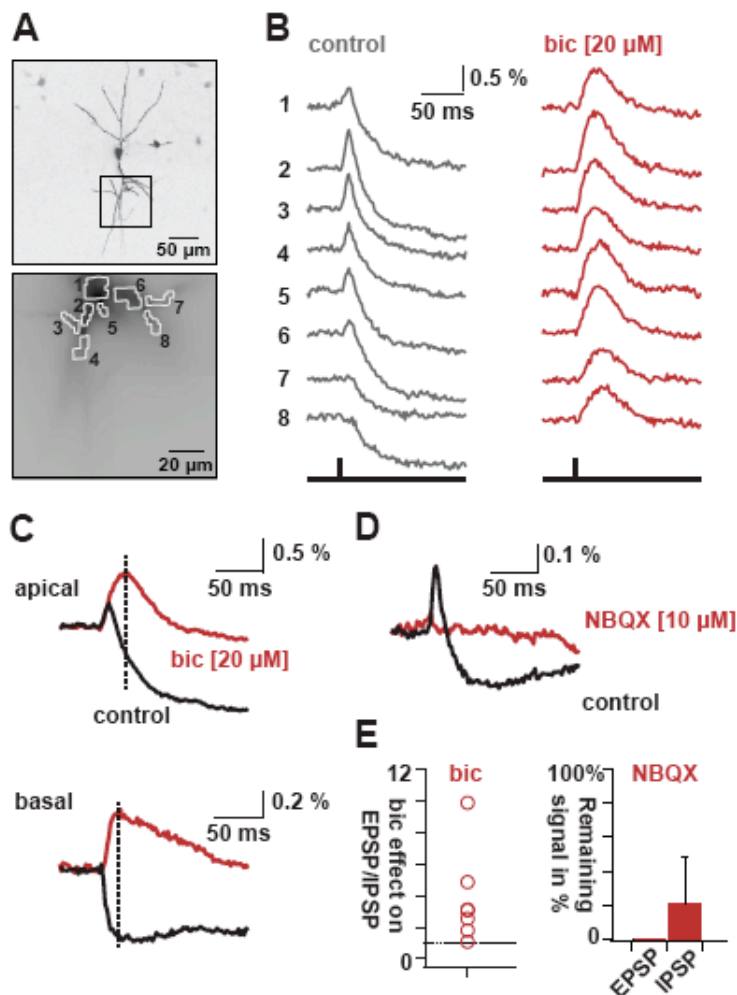 A
50 µm
1
6
7
2
3
5
8
4
20 µm
B
control
bic [20 µM]
0.5 %
50 ms
1
2
3
4
5
6
7
8
C
0.5 %
50 ms
apical
bic [20 µM]
control
basal
0.2 %
50 ms
D
0.1 %
50 ms
NBQX [10 µM]
control
E
12
bic
bic effect on
EPSP/IPSP
0
100%
NBQX
Remaining
signal in %
0
EPSP
IPSP